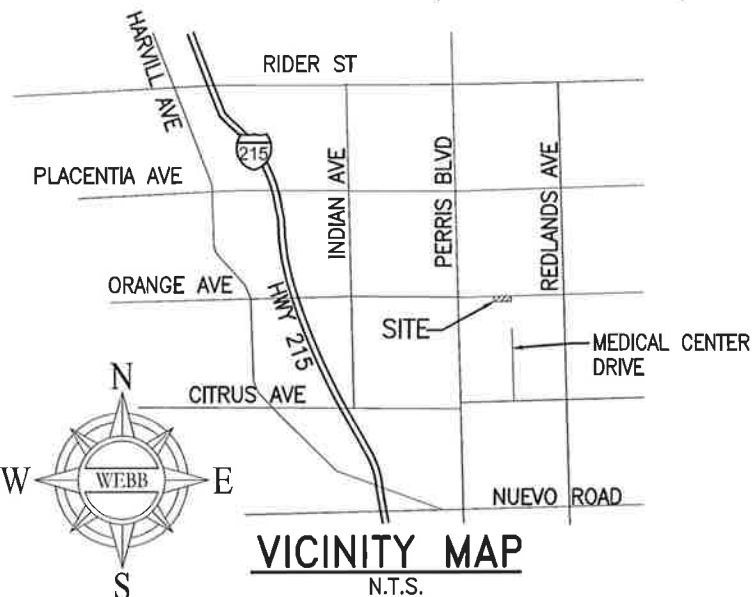 HARVILL AVE
RIDER ST
215
PLACENTIA AVE
INDIAN AVE
PERRIS BLVD
REDLANDS AVE
ORANGE AVE
HWY 215
SITE
MEDICAL CENTER
DRIVE
CITRUS AVE
N
W
WEBB
E
S
NUEVO ROAD
VICINITY MAP
N.T.S.